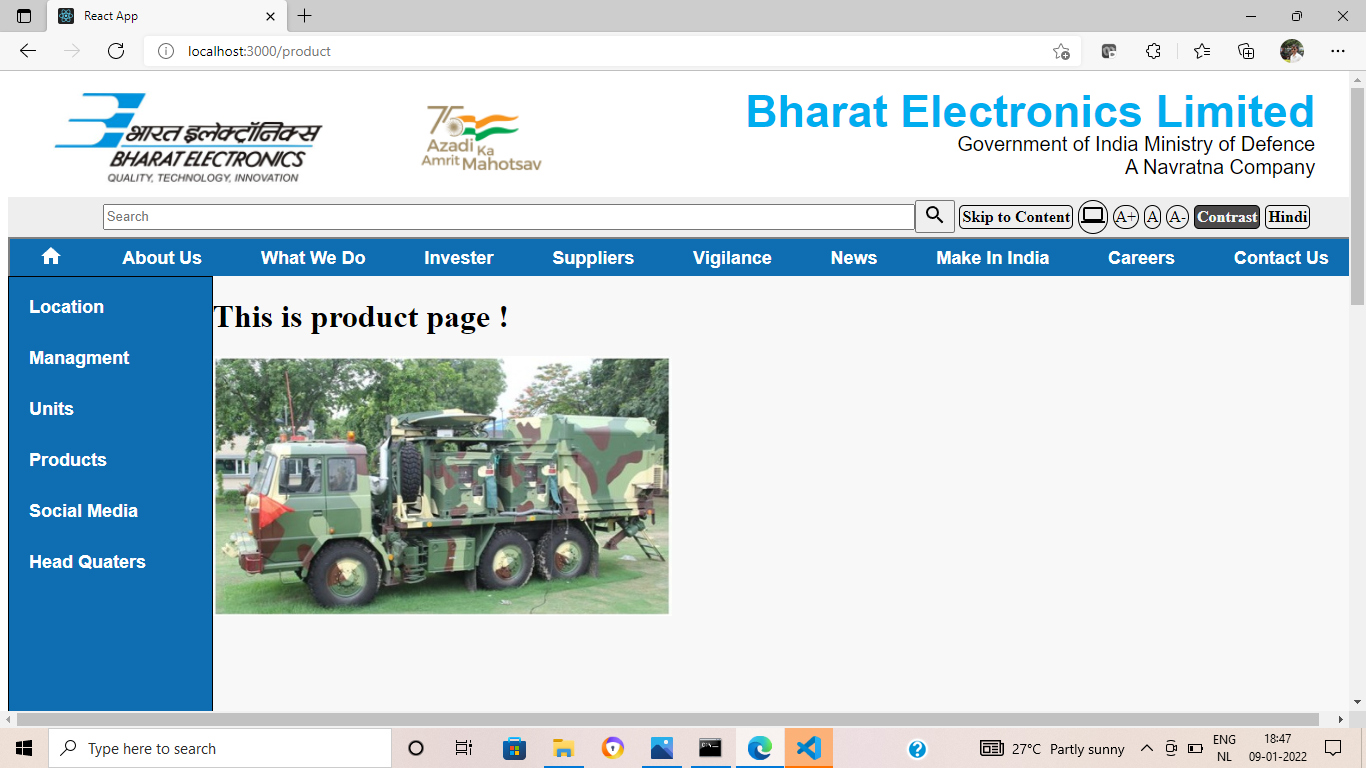 React App
localhost:3000/product
भारत इलेक्ट्रॉनिक्स
BHARAT ELECTRONICS
QUALITY, TECHNOLOGY, INNOVATION
75
Azadi Ka
Amrit Mahotsav
Bharat Electronics Limited
Government of India Ministry of Defence
A Navratna Company
Search
Skip to Content A+ A A- Contrast Hindi
About Us What We Do Invester Suppliers Vigilance News Make In India Careers Contact Us
Location
Managment
Units
Products
Social Media
Head Quaters
This is product page !
Type here to search
27°C Partly sunny
ENG
NL
18:47
09-01-2022